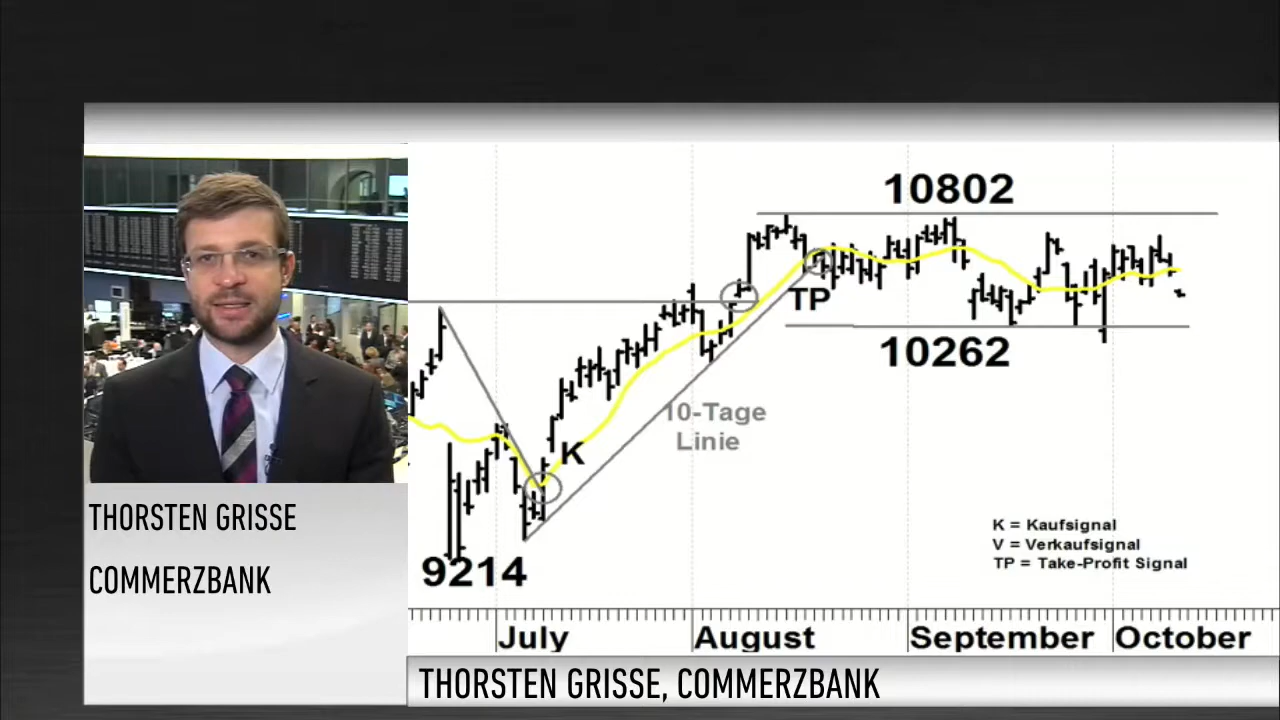 10802
TP
10262
10-Tage
Linie
K
K = Kaufsignal
V = Verkaufsignal
TP = Take-Profit Signal
9214
July
August
September
October
THORSTEN GRISSE
COMMERZBANK
THORSTEN GRISSE, COMMERZBANK